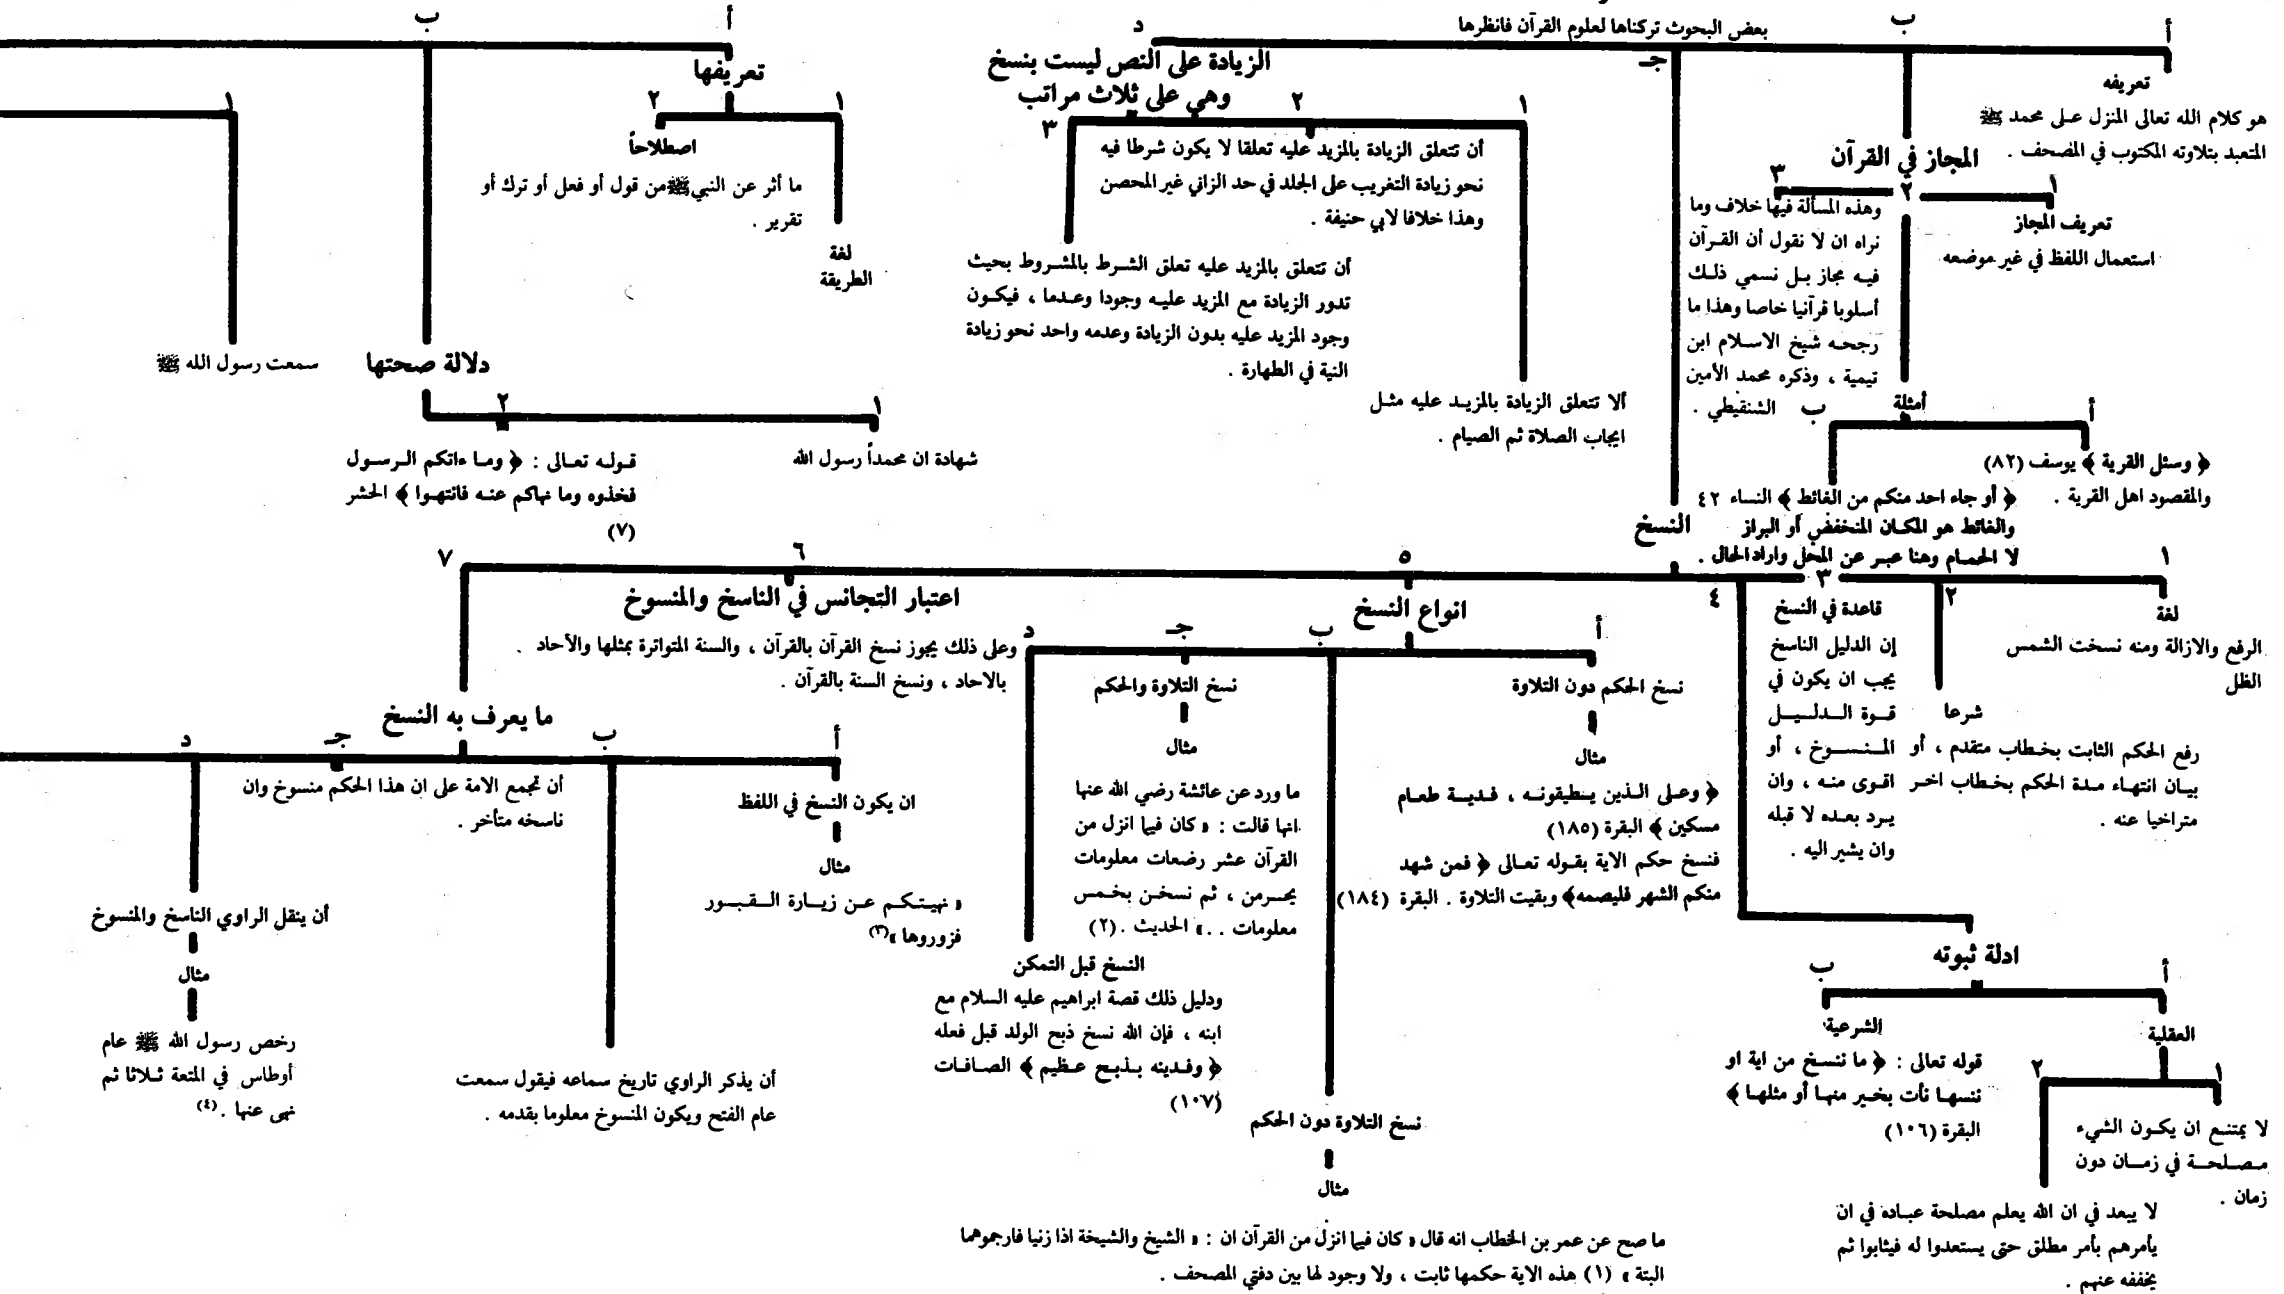 بعض البحوث تركناها لعلوم القرآن فانظرها
أ
ب
جـ
د
تعريفه
هو كلام الله تعالى المنزل على محمد ﷺ
المتعبد بتلاوته المكتوب في المصحف .
المجاز في القرآن
١
٢
٣
تعريف المجاز
استعمال اللفظ في غير موضعه
أمثلة
أ
ب
﴿ وسئل القرية ﴾ يوسف (٨٢)
والمقصود اهل القرية .
﴿ أو جاء احد منكم من الغائط ﴾ النساء ٤٢
والغائط هو المكان المنخفض أو البراز
لا الحمام وهنا عبر عن المحل واراد الحال .
وهذه المسألة فيها خلاف وما
نراه ان لا نقول أن القرآن
فيه مجاز بل نسمي ذلك
أسلوبا قرآنيا خاصا وهذا ما
رجحه شيخ الاسلام ابن
تيمية ، وذكره محمد الأمين
الشنقيطي .
النسخ
١
٢
٣
٤
٥
٦
٧
لغة
الرفع والازالة ومنه نسخت الشمس
الظل
شرعا
رفع الحكم الثابت بخطاب متقدم ، أو
بيان انتهاء مدة الحكم بخطاب اخر
متراخيا عنه .
قاعدة في النسخ
إن الدليل الناسخ
يجب ان يكون في
قوة الدليل
المنسوخ ، أو
اقوى منه ، وان
يرد بعده لا قبله
وان يشير اليه .
ادلة ثبوته
أ
ب
العقلية
١
٢
لا يمتنع ان يكون الشيء
مصلحة في زمان دون
زمان .
لا يبعد في ان الله يعلم مصلحة عباده في ان
يأمرهم بأمر مطلق حتى يستعدوا له فيثابوا ثم
يخففه عنهم .
الشرعية
قوله تعالى : ﴿ ما ننسخ من اية او
ننسها نأت بخير منها أو مثلها ﴾
البقرة (١٠٦)
انواع النسخ
أ
ب
جـ
د
نسخ الحكم دون التلاوة
مثال
﴿ وعلى الذين يطيقونه ، فدية طعام
مسكين ﴾ البقرة (١٨٥)
فنسخ حكم الاية بقوله تعالى ﴿ فمن شهد
منكم الشهر فليصمه﴾ وبقيت التلاوة . البقرة (١٨٤)
نسخ التلاوة دون الحكم
مثال
ما صح عن عمر بن الخطاب انه قال « كان فيما انزل من القرآن ان : « الشيخ والشيخة اذا زنيا فارجموهما
البتة » (١) هذه الاية حكمها ثابت ، ولا وجود لها بين دفتي المصحف .
نسخ التلاوة والحكم
مثال
ما ورد عن عائشة رضي الله عنها
انها قالت : « كان فيما انزل من
القرآن عشر رضعات معلومات
يحرمن ، ثم نسخن بخمس
معلومات ..» الحديث .(٢)
النسخ قبل التمكن
ودليل ذلك قصة ابراهيم عليه السلام مع
ابنه ، فإن الله نسخ ذبح الولد قبل فعله
﴿ وفدينه بذبح عظيم ﴾ الصافات
(١٠٧)
اعتبار التجانس في الناسخ والمنسوخ
وعلى ذلك يجوز نسخ القرآن بالقرآن ، والسنة المتواترة بمثلها والآحاد .
بالاحاد ، ونسخ السنة بالقرآن .
ما يعرف به النسخ
أ
ب
جـ
د
ان يكون النسخ في اللفظ
مثال
« نهيتكم عن زيارة القبور
فزوروها »(٣)
أن يذكر الراوي تاريخ سماعه فيقول سمعت
عام الفتح ويكون المنسوخ معلوما بقدمه .
أن تجمع الامة على ان هذا الحكم منسوخ وان
ناسخه متأخر .
أن ينقل الراوي الناسخ والمنسوخ
مثال
رخص رسول الله ﷺ عام
أوطاس في المتعة ثلاثا ثم
نهى عنها .(٤)
الزيادة على النص ليست بنسخ
وهي على ثلاث مراتب
١
٢
٣
ألا تتعلق الزيادة بالمزيد عليه مثل
ايجاب الصلاة ثم الصيام .
أن تتعلق الزيادة بالمزيد عليه تعلقا لا يكون شرطا فيه
نحو زيادة التغريب على الجلد في حد الزاني غير المحصن
وهذا خلافا لابي حنيفة .
أن تتعلق بالمزيد عليه تعلق الشرط بالمشروط بحيث
تدور الزيادة مع المزيد عليه وجودا وعدما ، فيكون
وجود المزيد عليه بدون الزيادة وعدمه واحد نحو زيادة
النية في الطهارة .
أ
ب
تعريفها
١
٢
لغة
الطريقة
اصطلاحاً
ما أثر عن النبي ﷺ من قول أو فعل أو ترك أو
تقرير .
دلالة صحتها
١
٢
شهادة ان محمداً رسول الله
قوله تعالى : ﴿ وما ءاتكم الرسول
فخذوه وما نهاكم عنه فانتهوا ﴾ الحشر
(٧)
١
سمعت رسول الله ﷺ